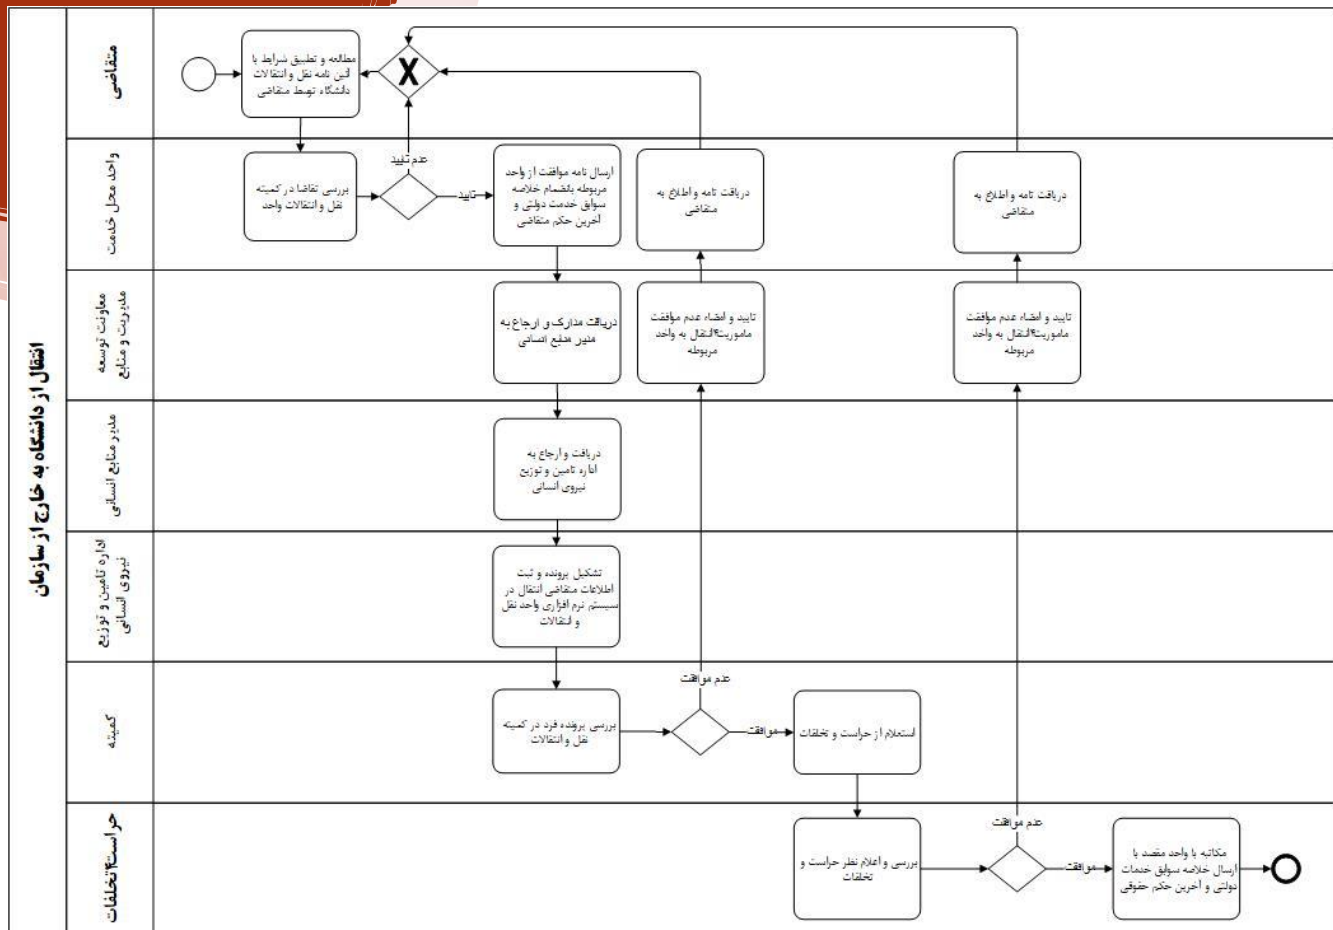 انتقال از دانشگاه به خارج از سازمان
متقاضی
مطالعه و تطبیق شرایط با
آئین نامه نقل و انتقالات
دانشگاه توسط متقاضی
X
واحد محل خدمت
بررسی تقاضا در کمیته
نقل و انتقالات واحد
عدم تایید
تایید
ارسال نامه موافقت از واحد
مربوطه بانضمام خلاصه
سوابق خدمت دولتی و
آخرین حکم متقاضی
دریافت نامه و اطلاع به
متقاضی
دریافت نامه و اطلاع به
متقاضی
معاونت توسعه
مدیریت و منابع
دریافت مدارک و ارجاع به
مدیر منابع انسانی
تایید و امضاء عدم موافقت
ماموریت/انتقال به واحد
مربوطه
تایید و امضاء عدم موافقت
ماموریت/انتقال به واحد
مربوطه
مدیر منابع انسانی
دریافت و ارجاع به
اداره تامین و توزیع
نیروی انسانی
اداره تامین و توزیع
نیروی انسانی
تشکیل پرونده و ثبت
اطلاعات متقاضی انتقال در
سیستم نرم افزاری واحد نقل
و انتقالات
کمیته
بررسی پرونده فرد در کمیته
نقل و انتقالات
عدم موافقت
موافقت
استعلام از حراست و تخلفات
حراست/تخلفات
بررسی و اعلام نظر حراست و
تخلفات
عدم موافقت
موافقت
مکاتبه با واحد مقصد با
ارسال خلاصه سوابق خدمات
دولتی و آخرین حکم حقوقی